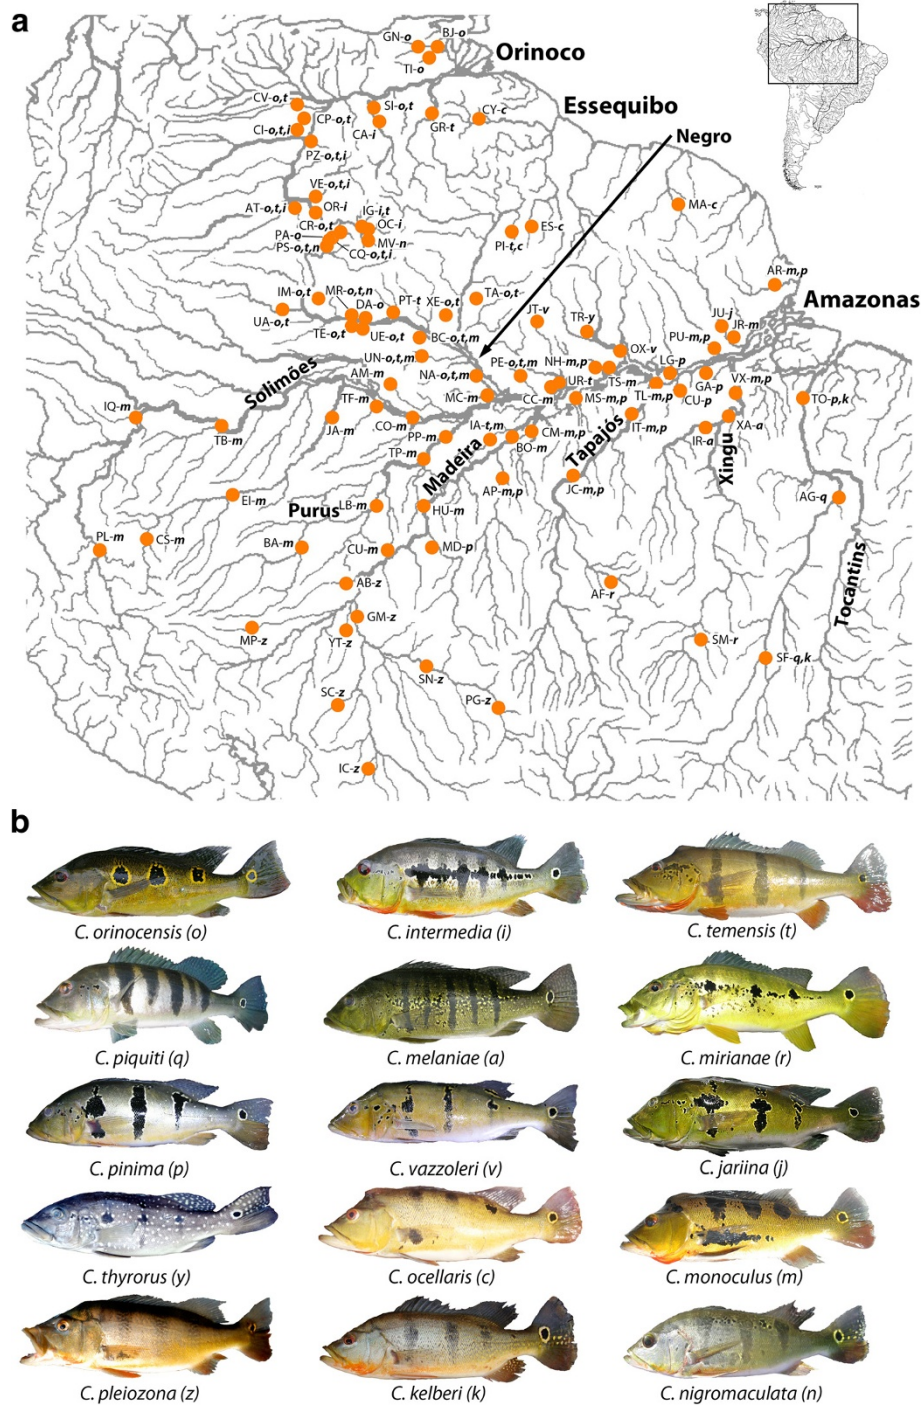 a
GN-o
BJ-o
TI-o
Orinoco
CV-o,t
CP-o,t
SI-o,t
CI-o,t,i
CA-i
GR-t
CY-c
PZ-o,t,i
Essequibo
Negro
VE-o,t,i
AT-o,t,i
OR-i
IG-i,t
CR-o,t
OC-i
PA-o
PS-o,t,n
MV-n
CQ-o,t,i
MA-c
ES-c
PI-t,c
AR-m,p
Amazonas
IM-o,t
MR-o,t,n
DA-o
PT-t
XE-o,t
TA-o,t
UA-o,t
TE-o,t
UE-o,t
BC-o,t,m
JT-v
TR-y
JU-j
JR-m
PU-m,p
OX-v
UN-o,t,m
NA-o,t,m
PE-o,t,m
NH-m,p
LG-p
AM-m
UR-t
TS-m
GA-p
VX-m,p
Solimões
MC-m
CC-m
MS-m,p
TL-m,p
CU-p
TO-p,k
IQ-m
TB-m
JA-m
TF-m
CO-m
PP-m
IA-t,m
BO-m
CM-m,p
IT-m,p
IR-a
XA-a
TP-m
Madeira
Tapajós
Xingu
AP-m,p
JC-m,p
AG-q
EI-m
Purus
LB-m
HU-m
PL-m
CS-m
BA-m
CU-m
MD-p
AB-z
AF-r
Tocantins
MP-z
GM-z
YT-z
SM-r
SF-q,k
SN-z
SC-z
PG-z
IC-z
b
C. orinocensis (o)
C. intermedia (i)
C. temensis (t)
C. piquiti (q)
C. melaniae (a)
C. mirianae (r)
C. pinima (p)
C. vazzoleri (v)
C. jariina (j)
C. thyrorus (y)
C. ocellaris (c)
C. monoculus (m)
C. pleiozona (z)
C. kelberi (k)
C. nigromaculata (n)